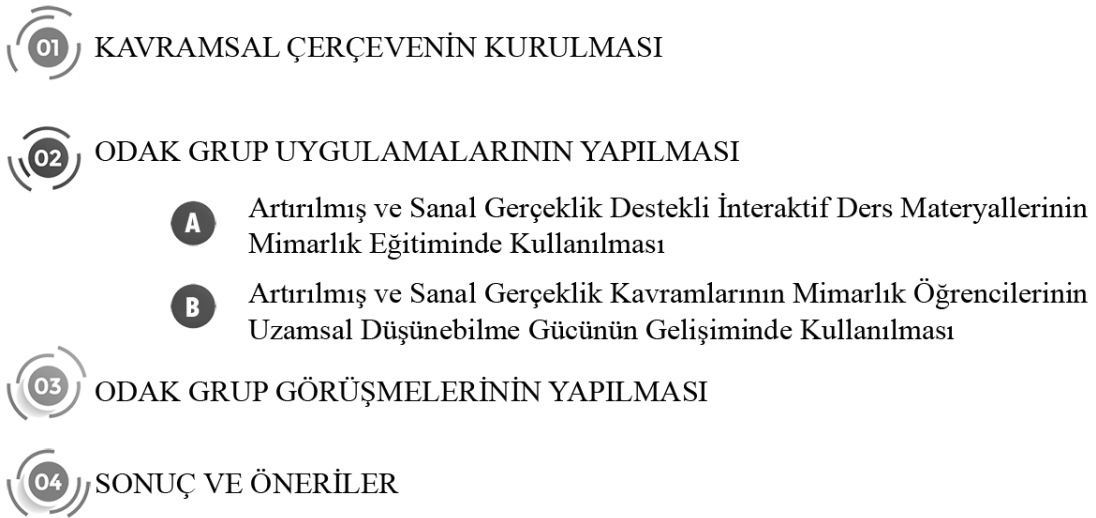 01 KAVRAMSAL ÇERÇEVENİN KURULMASI
02 ODAK GRUP UYGULAMALARININ YAPILMASI
A Artırılmış ve Sanal Gerçeklik Destekli İnteraktif Ders Materyallerinin
Mimarlık Eğitiminde Kullanılması
B Artırılmış ve Sanal Gerçeklik Kavramlarının Mimarlık Öğrencilerinin
Uzamsal Düşünebilme Gücünün Gelişiminde Kullanılması
03 ODAK GRUP GÖRÜŞMELERİNİN YAPILMASI
04 SONUÇ VE ÖNERİLER